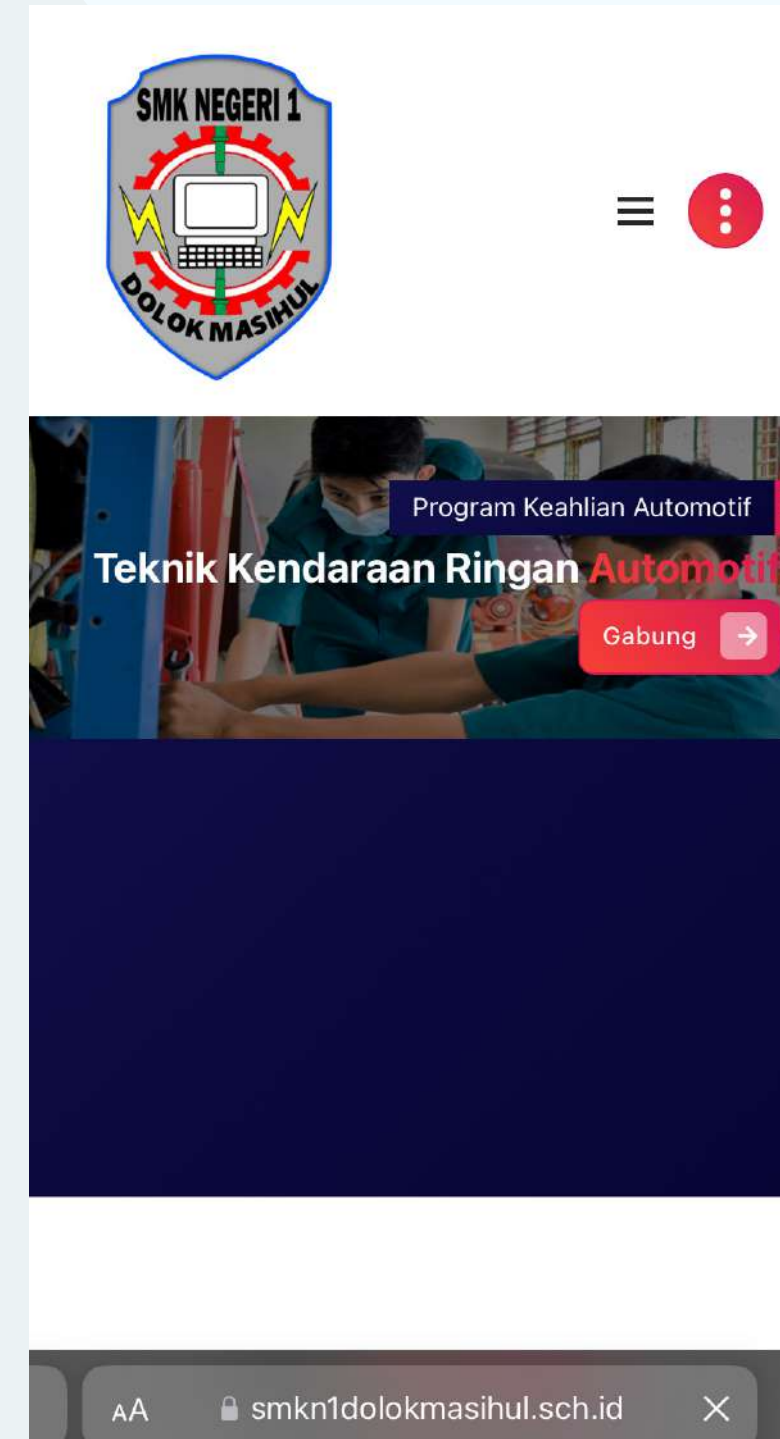 SMK NEGERI 1
DOLOK MASIHUL
Program Keahlian Automotif
Teknik Kendaraan Ringan Automotif
Gabung
AA
smkn1dolokmasihul.sch.id